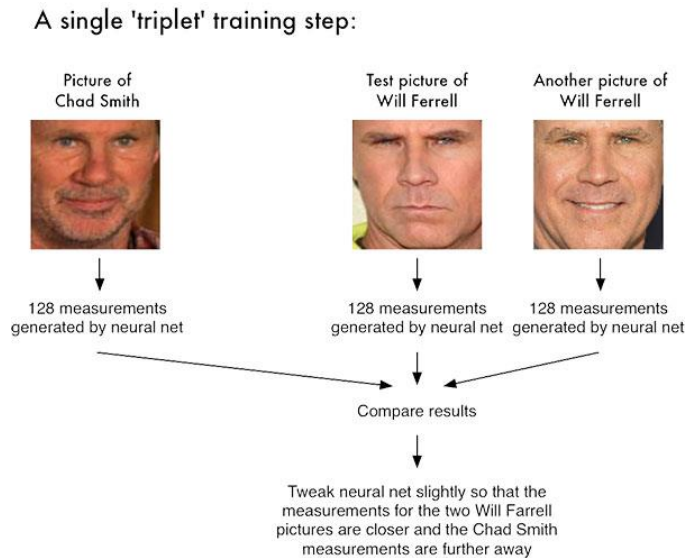 A single 'triplet' training step:
Picture of
Chad Smith
Test picture of
Will Ferrell
Another picture of
Will Ferrell
128 measurements
generated by neural net
128 measurements
generated by neural net
128 measurements
generated by neural net
Compare results
Tweak neural net slightly so that the
measurements for the two Will Farrell
pictures are closer and the Chad Smith
measurements are further away